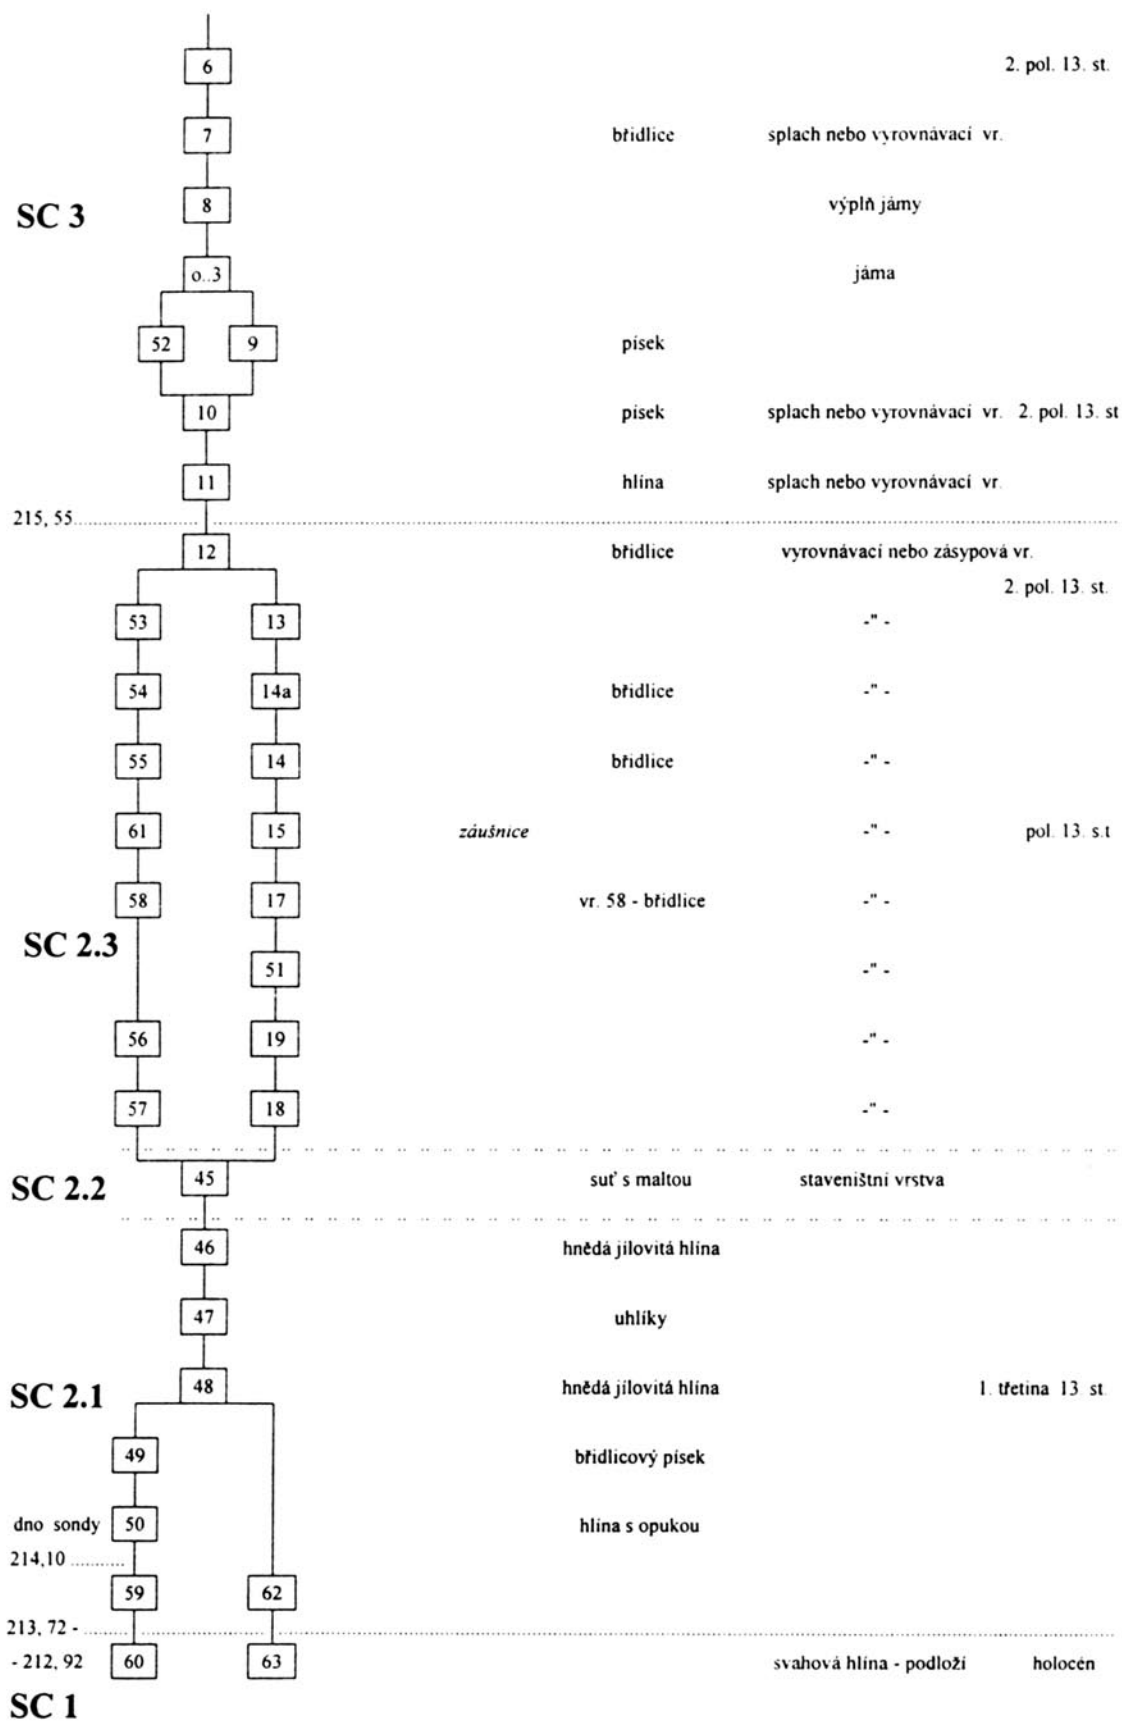 6 2. pol. 13. st.
7 břidlice splach nebo vyrovnávací vr.
SC 3 8 výplň jámy
o..3 jáma
52 9 písek
10 písek splach nebo vyrovnávací vr. 2. pol. 13. st
11 hlína splach nebo vyrovnávací vr.
215, 55
12 břidlice vyrovnávací nebo zásypová vr.
2. pol. 13. st.
53 13 -" -
54 14a břidlice -" -
55 14 břidlice -" -
61 15 záušnice -" - pol. 13. s.t
58 17 vr. 58 - břidlice -" -
SC 2.3
51 -" -
56 19 -" -
57 18 -" -
SC 2.2 45 suť s maltou staveništní vrstva
46 hnědá jílovitá hlína
47 uhlíky
SC 2.1 48 hnědá jílovitá hlína 1. třetina 13. st.
49 břidlicový písek
dno sondy 50 hlína s opukou
214,10
59 62
213, 72 -
- 212, 92 60 63 svahová hlína - podloží holocén
SC 1